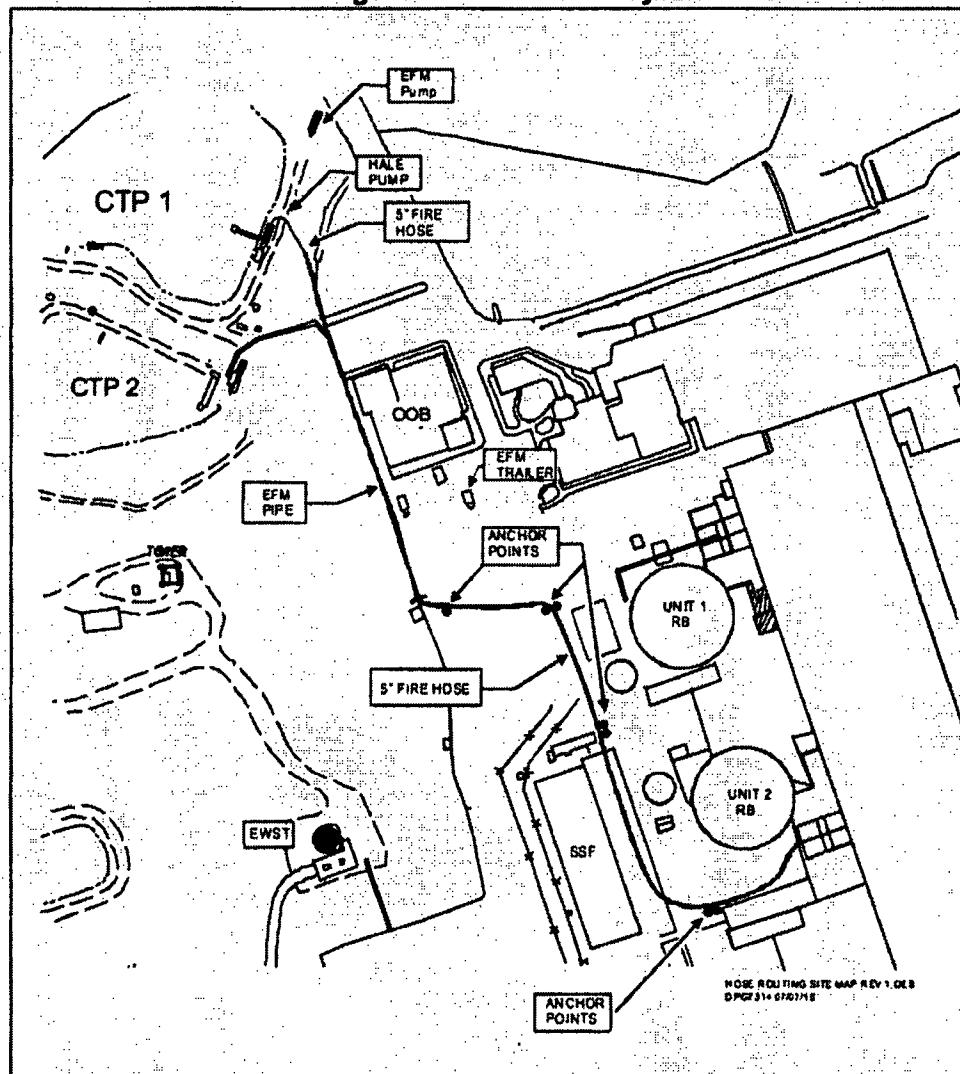 EFM
Pump
HALE
PUMP
CTP 1
5" FIRE
HOSE
CTP 2
OOB
EFM
TRAILER
EFM
PIPE
ANCHOR
POINTS
TOWER
UNIT 1
RB
5" FIRE HOSE
UNIT 2
RB
EWST
SSF
HOSE ROUTING SITE MAP REV 1
ANCHOR
POINTS